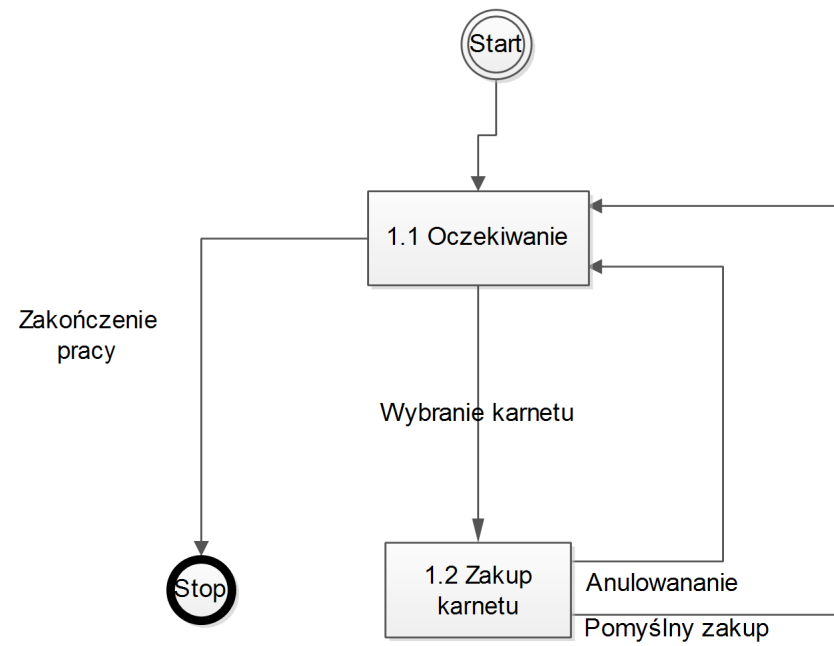 Start
1.1 Oczekiwanie
Zakończenie
pracy
Wybranie karnetu
1.2 Zakup
karnetu
Stop
Anulowananie
Pomyślny zakup